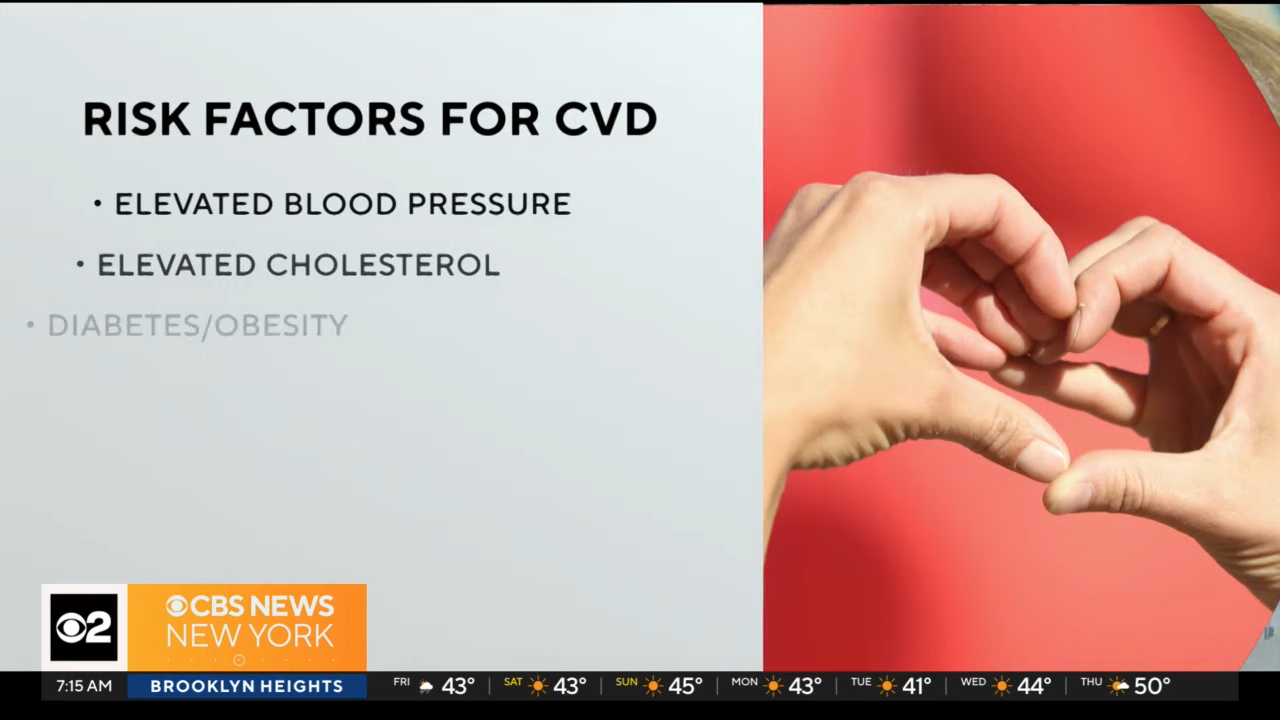 RISK FACTORS FOR CVD
• ELEVATED BLOOD PRESSURE
• ELEVATED CHOLESTEROL
• DIABETES/OBESITY
2
CBS NEWS
NEW YORK
7:15 AM
BROOKLYN HEIGHTS
FRI 43° | SAT 43° | SUN 45° | MON 43° | TUE 41° | WED 44° | THU 50°